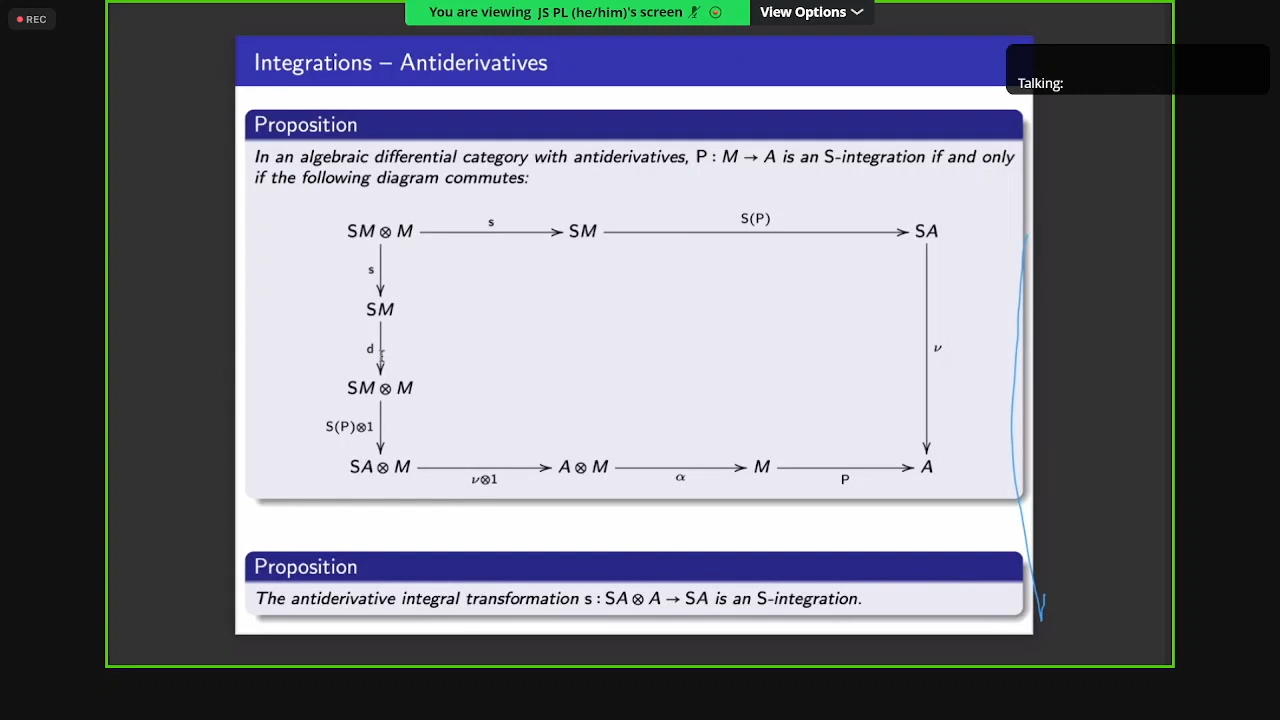 REC
You are viewing JS PL (he/him)'s screen
View Options
Integrations – Antiderivatives
Talking:
Proposition
In an algebraic differential category with antiderivatives, P : M → A is an S-integration if and only
if the following diagram commutes:
SM ⊗ M
s
SM
S(P)
SA
s
SM
d
ν
SM ⊗ M
S(P)⊗1
SA ⊗ M
ν⊗1
A ⊗ M
α
M
P
A
Proposition
The antiderivative integral transformation s : SA ⊗ A → SA is an S-integration.